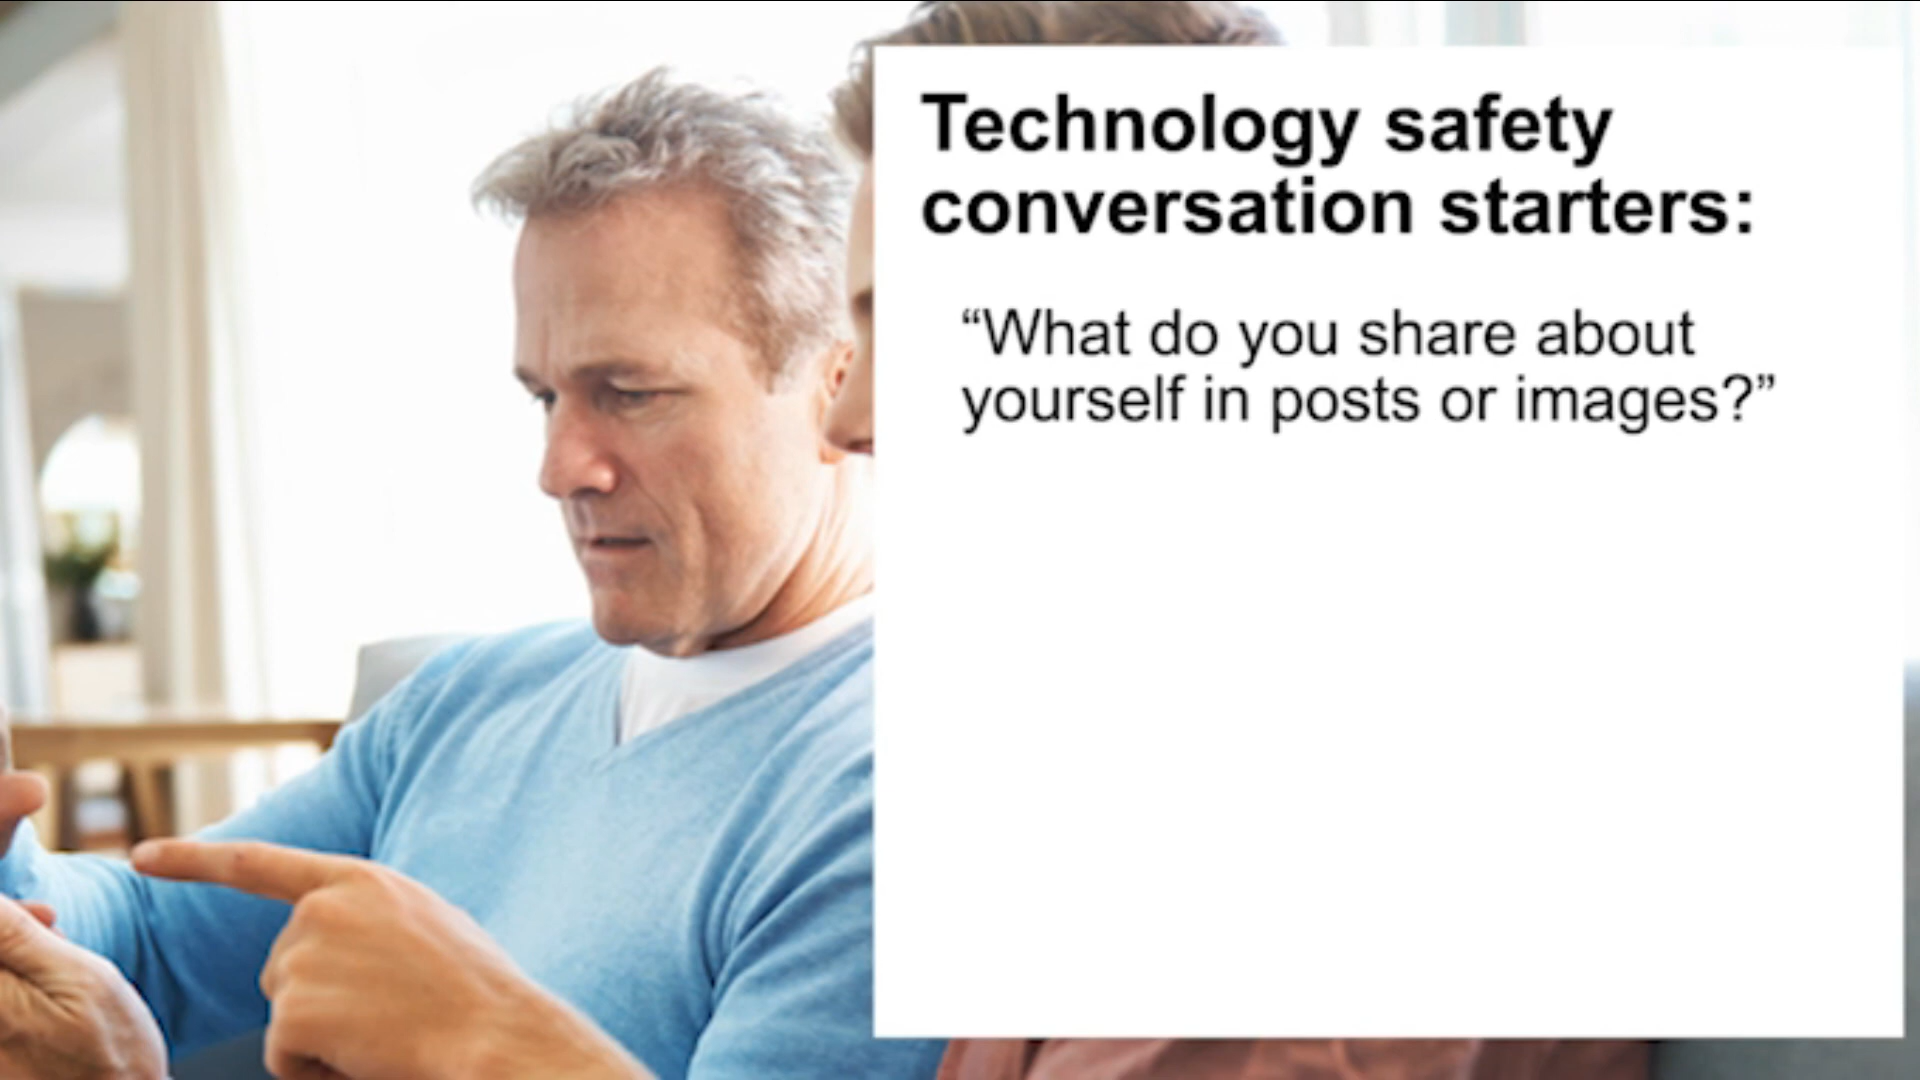 Technology safety
conversation starters:
“What do you share about
yourself in posts or images?”